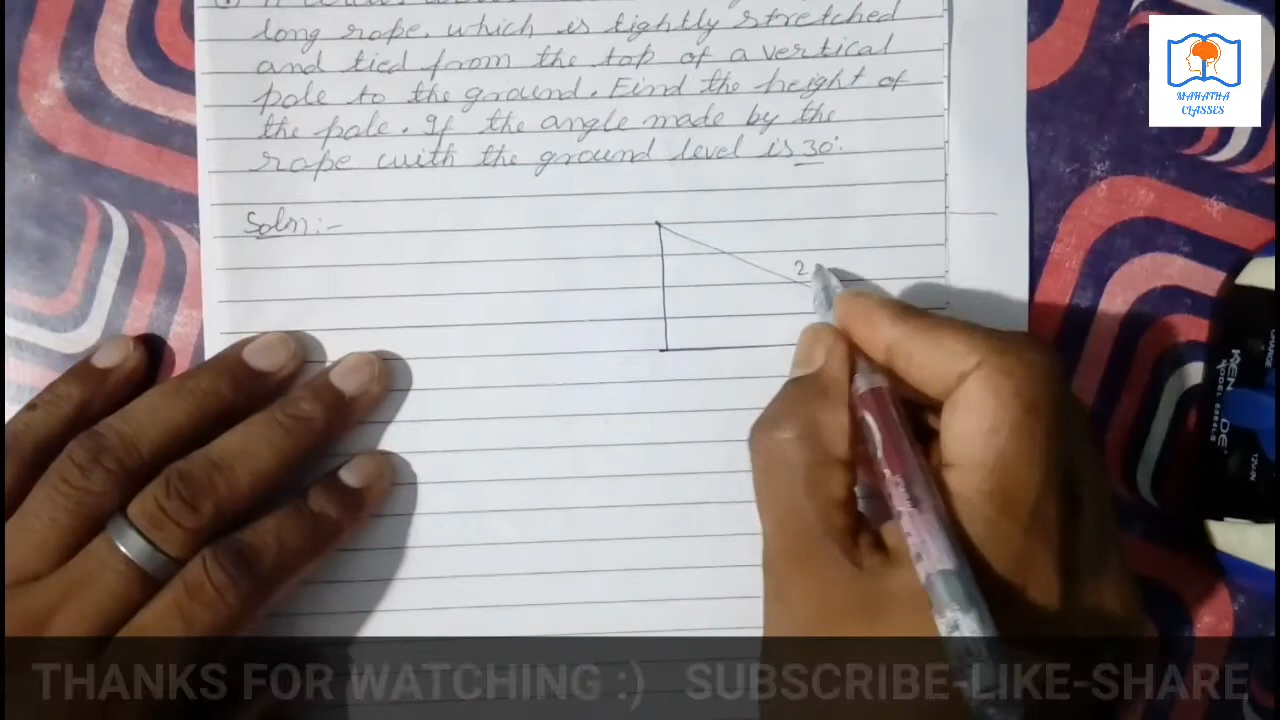 long rope, which is tightly stretched
and tied from the top of a vertical
pole to the ground. Find the height of
the pole. If the angle made by the
rope with the ground level is 30°.
Soln:-
2
MAHATHA
CLASSES
THANKS FOR WATCHING :) SUBSCRIBE-LIKE-SHARE